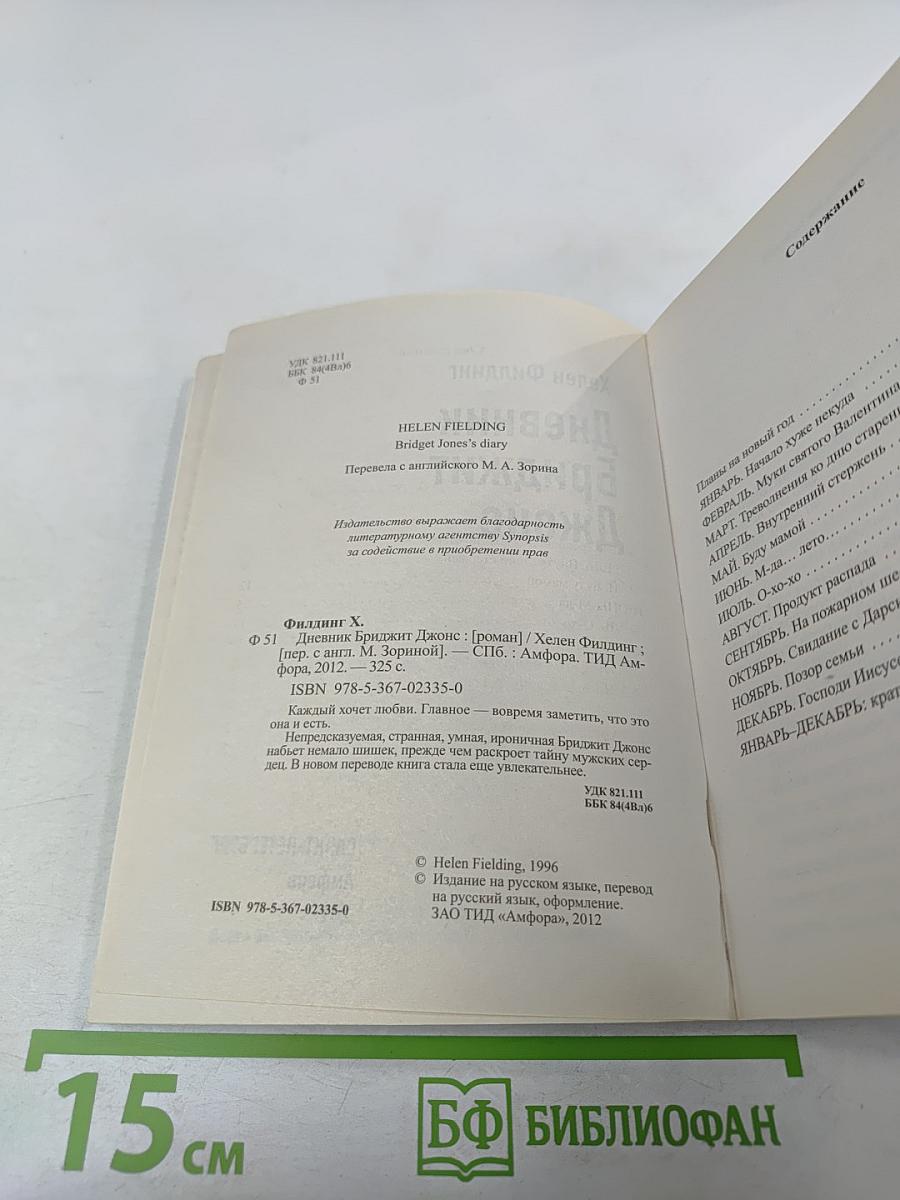 УДК 821.111
ББК 84(4Вл)6
Ф 51
HELEN FIELDING
Bridget Jones's diary
Перевела с английского М. А. Зорина
Издательство выражает благодарность
литературному агентству Synopsis
за содействие в приобретении прав
Филдинг Х.
Ф 51 Дневник Бриджит Джонс : [роман] / Хелен Филдинг ;
[пер. с англ. М. Зориной]. — СПб. : Амфора. ТИД Ам-
фора, 2012. — 325 с.
ISBN 978-5-367-02335-0
Каждый хочет любви. Главное — вовремя заметить, что это
она и есть.
Непредсказуемая, странная, умная, ироничная Бриджит Джонс
набьет немало шишек, прежде чем раскроет тайну мужских сер-
дец. В новом переводе книга стала еще увлекательнее.
УДК 821.111
ББК 84(4Вл)6
© Helen Fielding, 1996
© Издание на русском языке, перевод
на русский язык, оформление.
ЗАО ТИД «Амфора», 2012
ISBN 978-5-367-02335-0
Содержание
Планы на новый год
ЯНВАРЬ. Начало хуже некуда
ФЕВРАЛЬ. Муки святого Валентина
МАРТ. Треволнения ко дню
АПРЕЛЬ. Внутренний стержень
МАЙ. Буду мамой
ИЮНЬ. М-да... лето...
ИЮЛЬ. О-хо-хо
АВГУСТ. Продукт распада
СЕНТЯБРЬ. На пожарном
ОКТЯБРЬ. Свидание с
НОЯБРЬ. Позор семьи
ДЕКАБРЬ. Господи
ЯНВАРЬ–ДЕКАБРЬ:
15 см
БФ БИБЛИОФАН